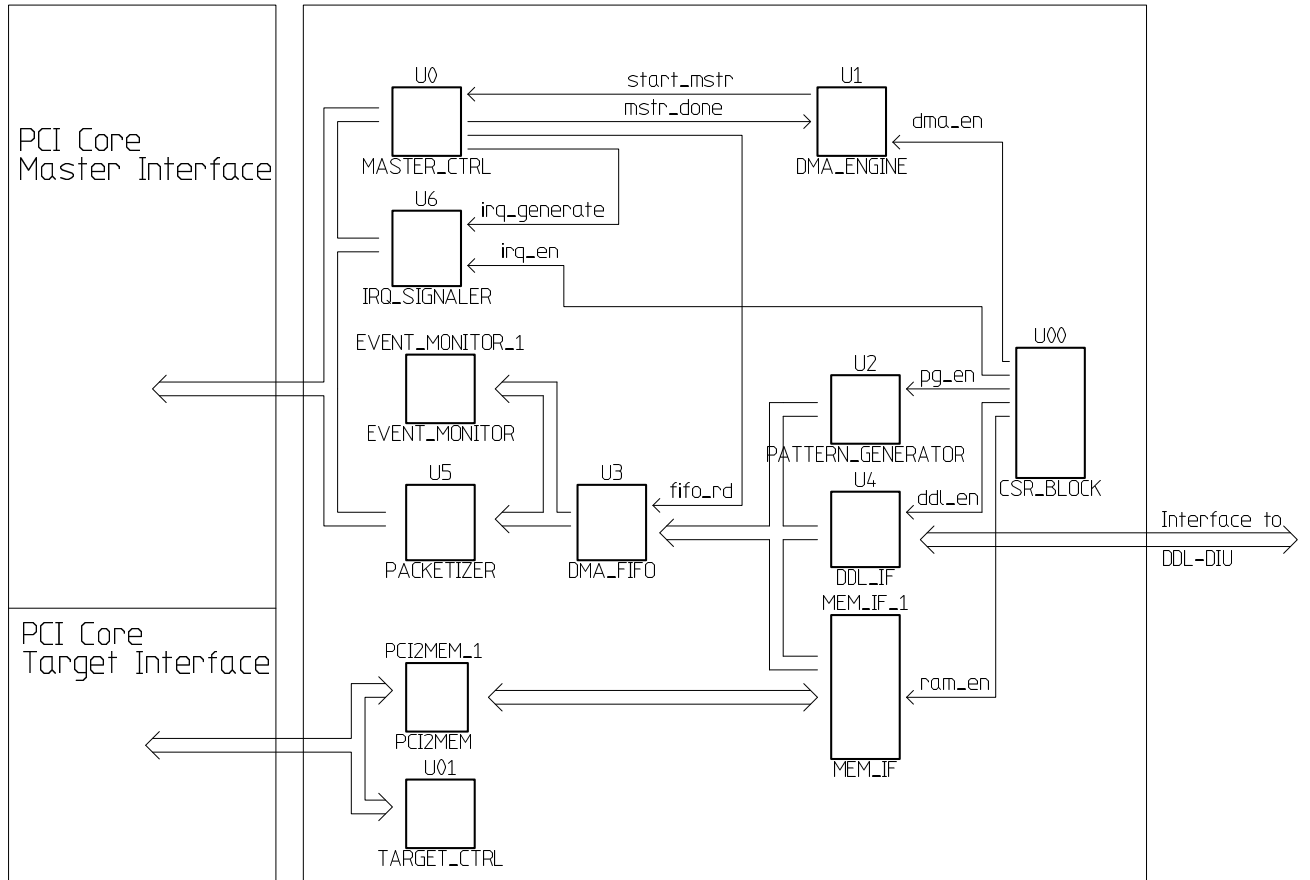 PCI Core
Master Interface
PCI Core
Target Interface
U0
MASTER_CTRL
start_mstr
mstr_done
U1
DMA_ENGINE
dma_en
U6
IRQ_SIGNALER
irq_generate
irq_en
EVENT_MONITOR_1
EVENT_MONITOR
U00
CSR_BLOCK
U2
PATTERN_GENERATOR
pg_en
U5
PACKETIZER
U3
DMA_FIFO
fifo_rd
U4
DDL_IF
ddl_en
Interface to
DDL-DIU
MEM_IF_1
MEM_IF
ram_en
PCI2MEM_1
PCI2MEM
U01
TARGET_CTRL